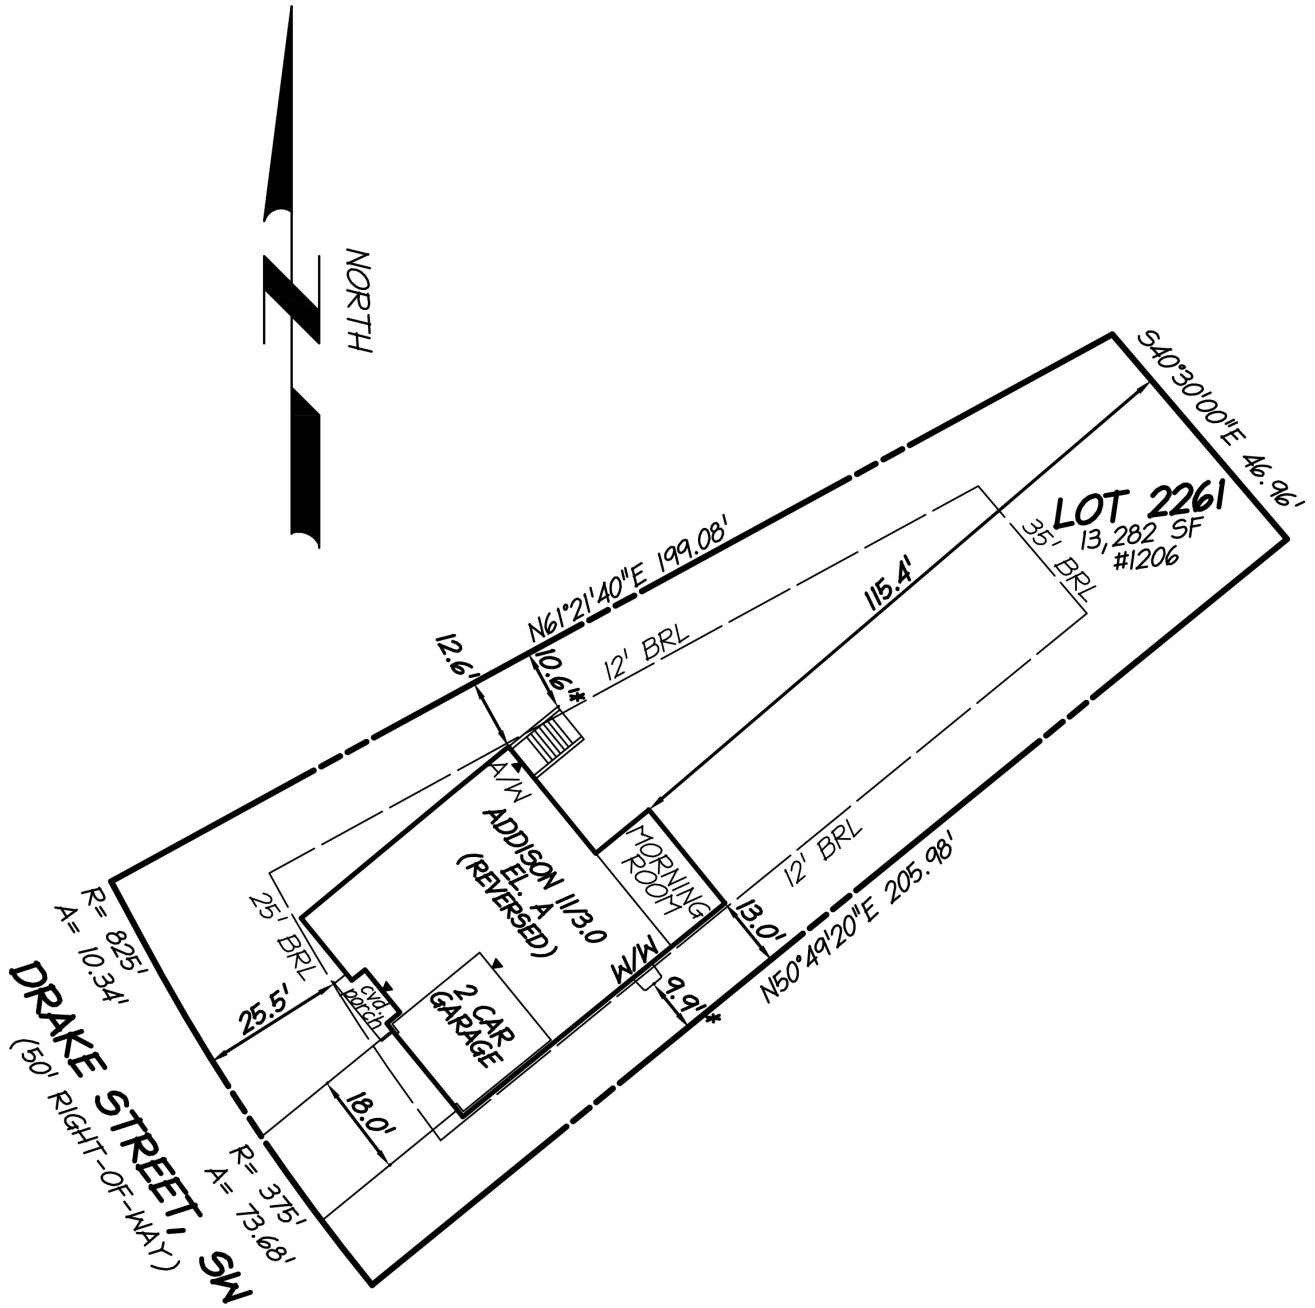 NORTH
N
S40°30'00"E 46.96'
LOT 2261
13,282 SF
#1206
35' BRL
115.4'
N61°21'40"E 199.08'
12' BRL
10.6'*
12.6'
A/W
ADDISON II/3.0
EL. A
(REVERSED)
MORNING
ROOM
12' BRL
N50°49'20"E 205.98'
13.0'
W/W
9.9'*
2 CAR
GARAGE
cvd.
porch
25' BRL
25.5'
18.0'
R= 825'
A= 10.34'
R= 375'
A= 73.68'
DRAKE STREET, SW
(50' RIGHT-OF-WAY)